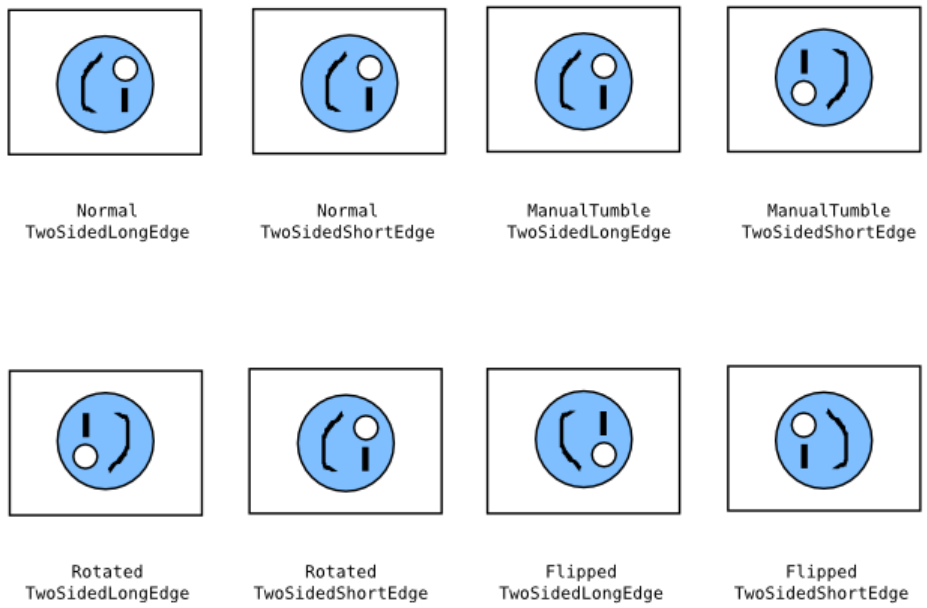 Normal
TwoSidedLongEdge
Normal
TwoSidedShortEdge
ManualTumble
TwoSidedLongEdge
ManualTumble
TwoSidedShortEdge
Rotated
TwoSidedLongEdge
Rotated
TwoSidedShortEdge
Flipped
TwoSidedLongEdge
Flipped
TwoSidedShortEdge